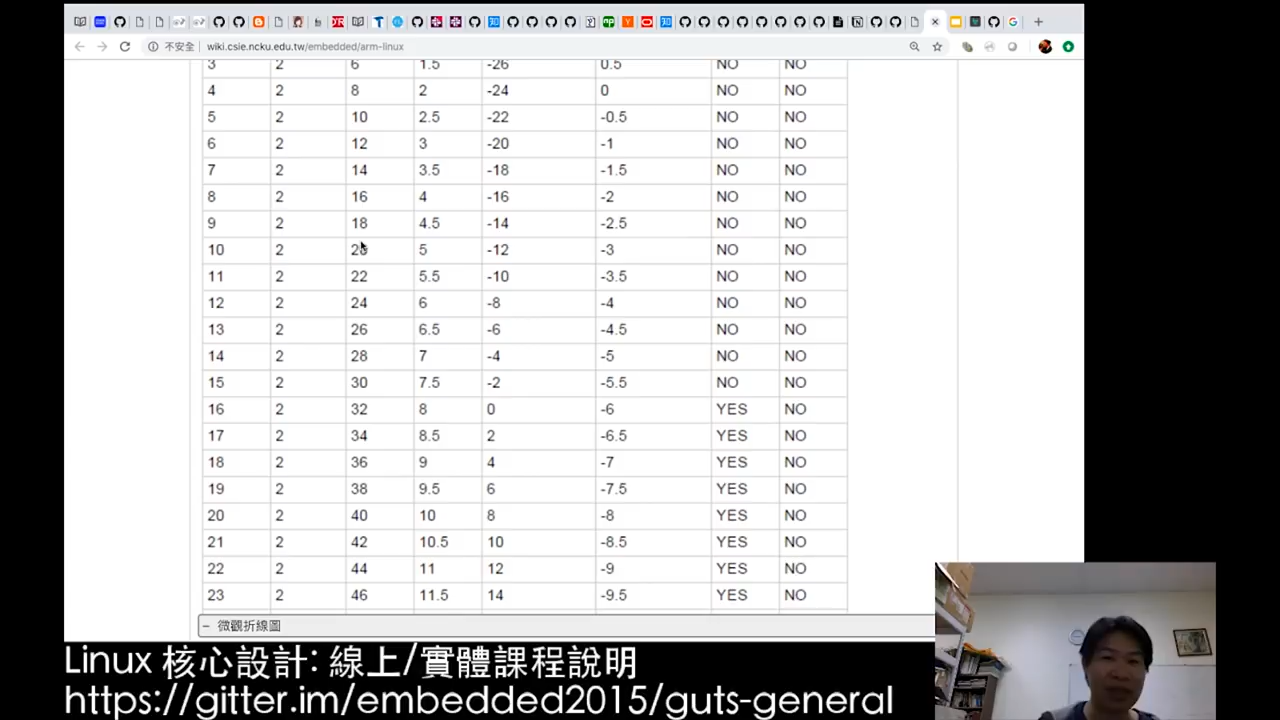 不安全 wiki.csie.ncku.edu.tw/embedded/arm-linux
3 2 6 1.5 -26 0.5 NO NO
4 2 8 2 -24 0 NO NO
5 2 10 2.5 -22 -0.5 NO NO
6 2 12 3 -20 -1 NO NO
7 2 14 3.5 -18 -1.5 NO NO
8 2 16 4 -16 -2 NO NO
9 2 18 4.5 -14 -2.5 NO NO
10 2 20 5 -12 -3 NO NO
11 2 22 5.5 -10 -3.5 NO NO
12 2 24 6 -8 -4 NO NO
13 2 26 6.5 -6 -4.5 NO NO
14 2 28 7 -4 -5 NO NO
15 2 30 7.5 -2 -5.5 NO NO
16 2 32 8 0 -6 YES NO
17 2 34 8.5 2 -6.5 YES NO
18 2 36 9 4 -7 YES NO
19 2 38 9.5 6 -7.5 YES NO
20 2 40 10 8 -8 YES NO
21 2 42 10.5 10 -8.5 YES NO
22 2 44 11 12 -9 YES NO
23 2 46 11.5 14 -9.5 YES NO
− 微觀折線圖
Linux 核心設計: 線上/實體課程說明
https://gitter.im/embedded2015/guts-general